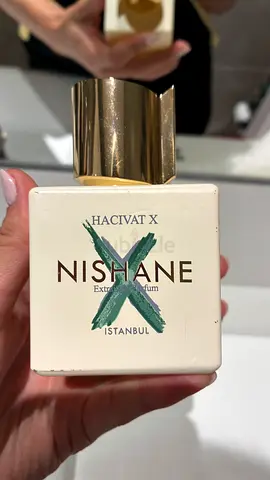 HACIVAT X
NISHANE
Extrait de Parfum
ISTANBUL